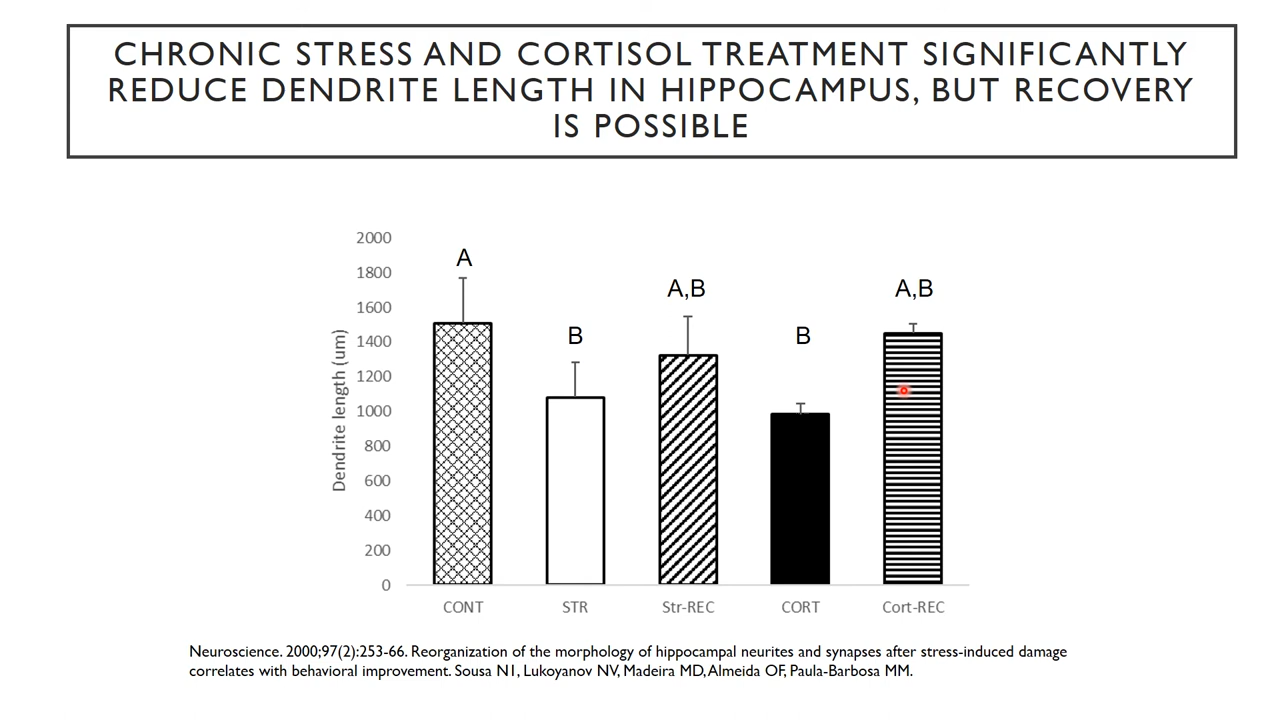 CHRONIC STRESS AND CORTISOL TREATMENT SIGNIFICANTLY
REDUCE DENDRITE LENGTH IN HIPPOCAMPUS, BUT RECOVERY
IS POSSIBLE
2000
1800
1600
1400
1200
1000
800
600
400
200
0
Dendrite length (um)
A
B
A,B
B
A,B
CONT
STR
Str-REC
CORT
Cort-REC
Neuroscience. 2000;97(2):253-66. Reorganization of the morphology of hippocampal neurites and synapses after stress-induced damage
correlates with behavioral improvement. Sousa N1, Lukoyanov NV, Madeira MD, Almeida OF, Paula-Barbosa MM.